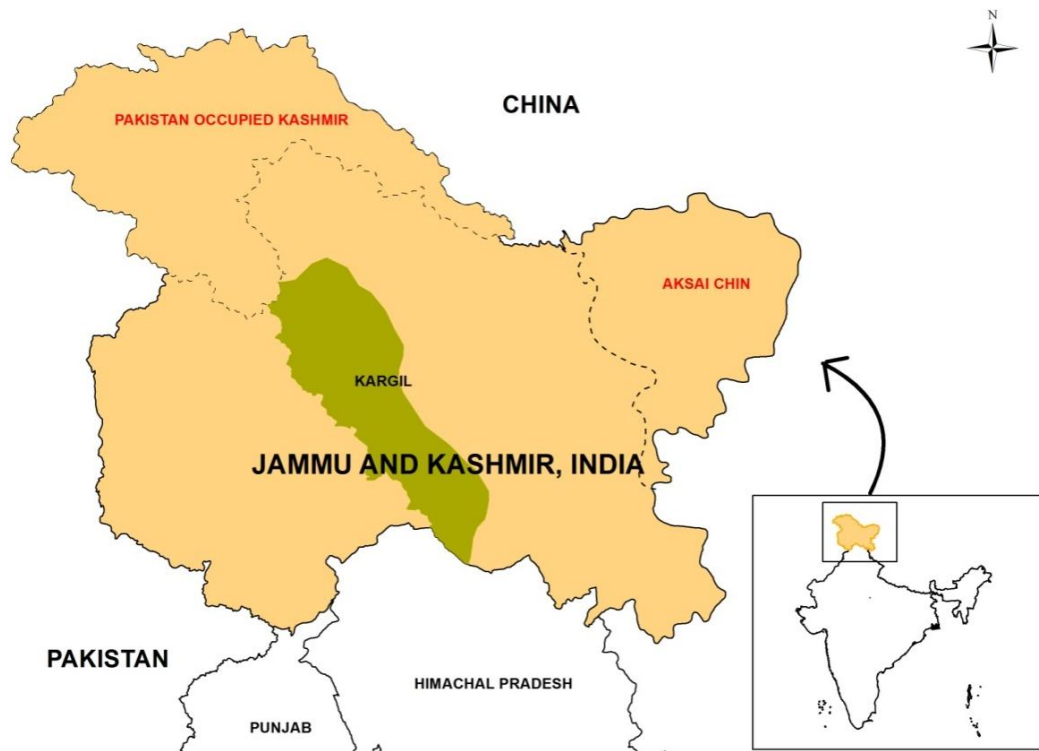 N
CHINA
PAKISTAN OCCUPIED KASHMIR
AKSAI CHIN
KARGIL
JAMMU AND KASHMIR, INDIA
PAKISTAN
HIMACHAL PRADESH
PUNJAB